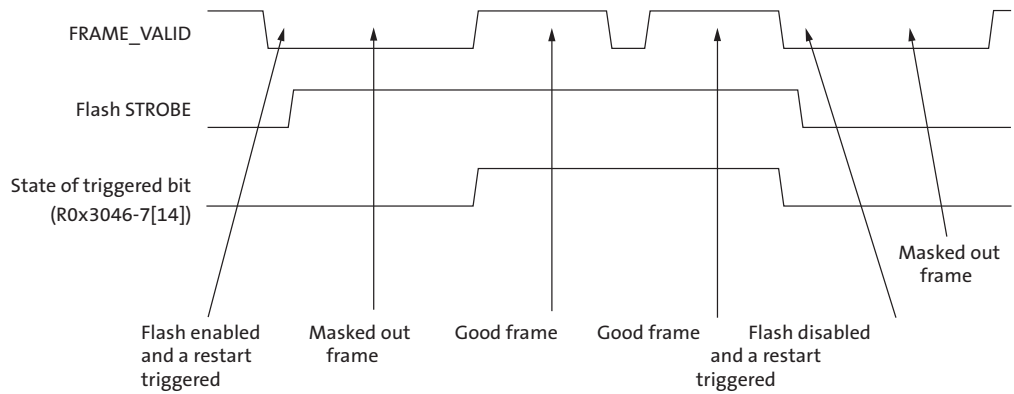 FRAME_VALID
Flash STROBE
State of triggered bit
(R0x3046-7[14])
Masked out
frame
Flash enabled
and a restart
triggered
Masked out
frame
Good frame
Good frame
Flash disabled
and a restart
triggered